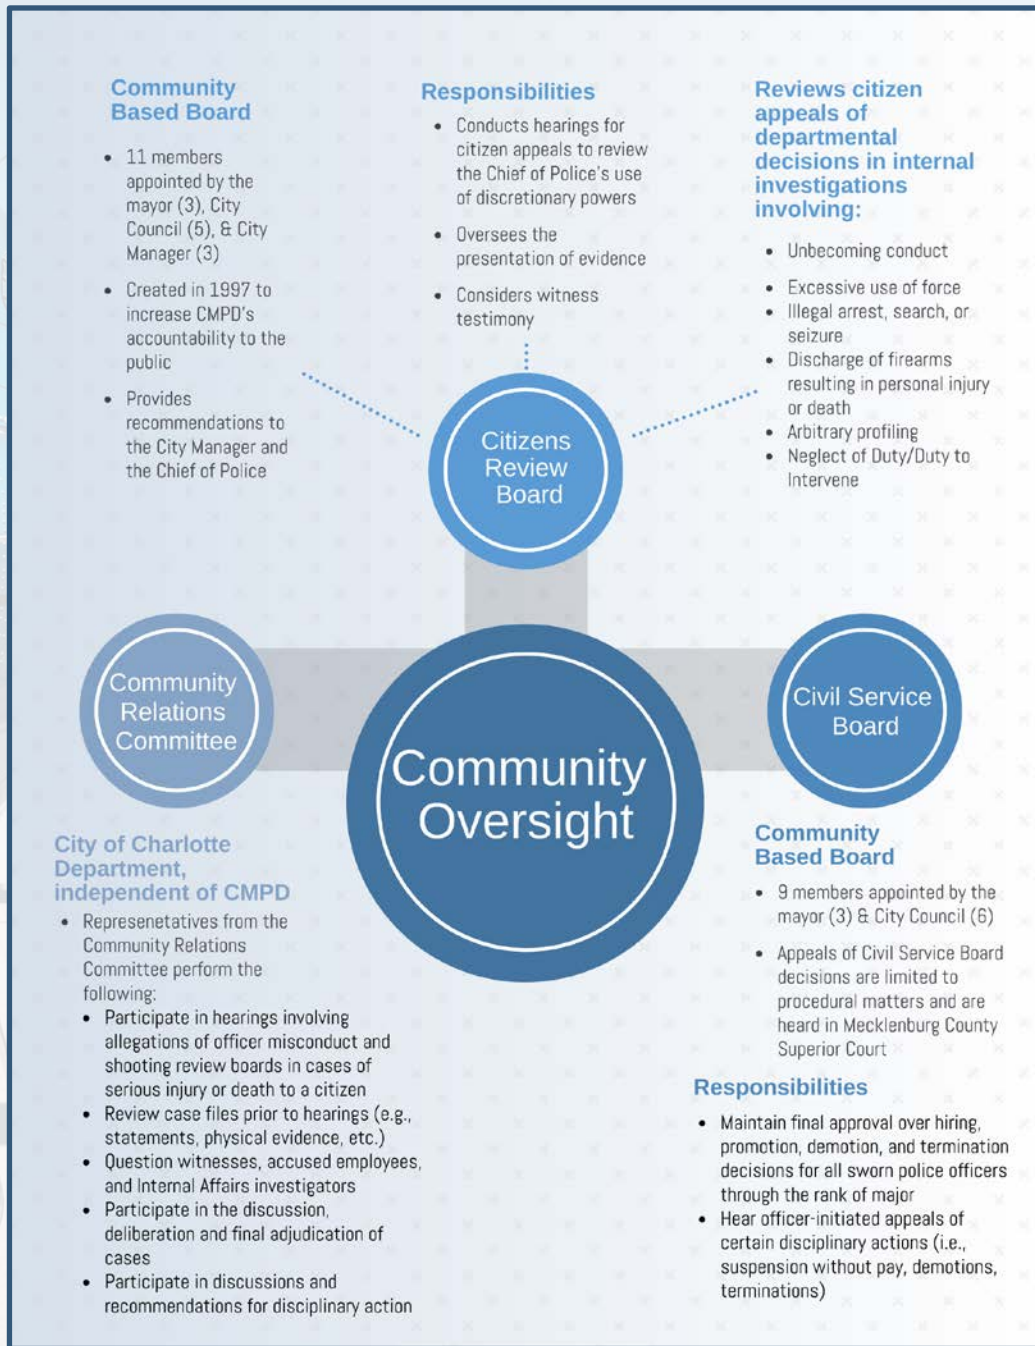 Community
Based Board
• 11 members
appointed by the
mayor (3), City
Council (5), & City
Manager (3)
• Created in 1997 to
increase CMPD's
accountability to the
public
• Provides
recommendations to
the City Manager and
the Chief of Police
Responsibilities
• Conducts hearings for
citizen appeals to review
the Chief of Police's use
of discretionary powers
• Oversees the
presentation of evidence
• Considers witness
testimony
Reviews citizen
appeals of
departmental
decisions in internal
investigations
involving:
• Unbecoming conduct
• Excessive use of force
• Illegal arrest, search, or
seizure
• Discharge of firearms
resulting in personal injury
or death
• Arbitrary profiling
• Neglect of Duty/Duty to
Intervene
Citizens
Review
Board
Community
Relations
Committee
Community
Oversight
Civil Service
Board
City of Charlotte
Department,
independent of CMPD
• Represenetatives from the
Community Relations
Committee perform the
following:
• Participate in hearings involving
allegations of officer misconduct and
shooting review boards in cases of
serious injury or death to a citizen
• Review case files prior to hearings (e.g.,
statements, physical evidence, etc.)
• Question witnesses, accused employees,
and Internal Affairs investigators
• Participate in the discussion,
deliberation and final adjudication of
cases
• Participate in discussions and
recommendations for disciplinary action
Community
Based Board
• 9 members appointed by the
mayor (3) & City Council (6)
• Appeals of Civil Service Board
decisions are limited to
procedural matters and are
heard in Mecklenburg County
Superior Court
Responsibilities
• Maintain final approval over hiring,
promotion, demotion, and termination
decisions for all sworn police officers
through the rank of major
• Hear officer-initiated appeals of
certain disciplinary actions (i.e.,
suspension without pay, demotions,
terminations)